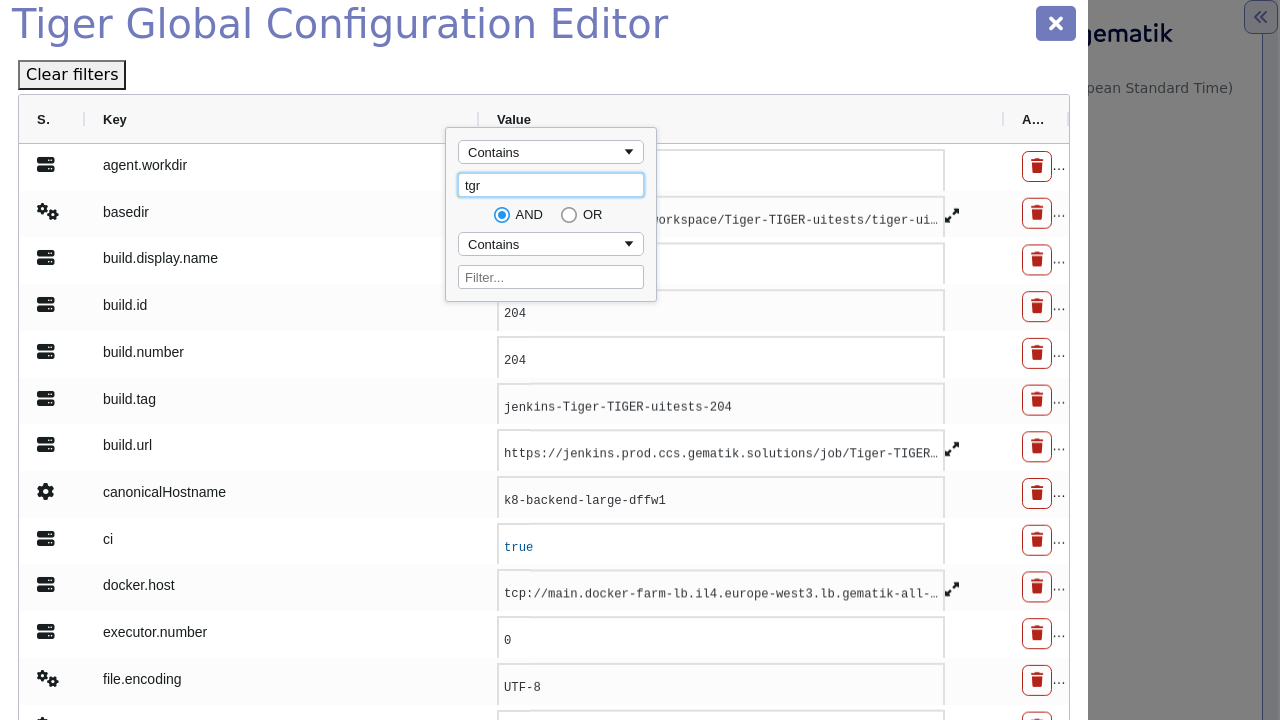 Tiger Global Configuration Editor
gematik
Clear filters
pean Standard Time)
S.
Key
Value
A...
Contains
tgr
AND
OR
Contains
Filter...
agent.workdir
...
basedir
workspace/Tiger-TIGER-uitests/tiger-ui…
...
build.display.name
...
build.id
204
...
build.number
204
...
build.tag
jenkins-Tiger-TIGER-uitests-204
...
build.url
https://jenkins.prod.ccs.gematik.solutions/job/Tiger-TIGER…
...
canonicalHostname
k8-backend-large-dffw1
...
ci
true
...
docker.host
tcp://main.docker-farm-lb.il4.europe-west3.lb.gematik-all-…
...
executor.number
0
...
file.encoding
UTF-8
...